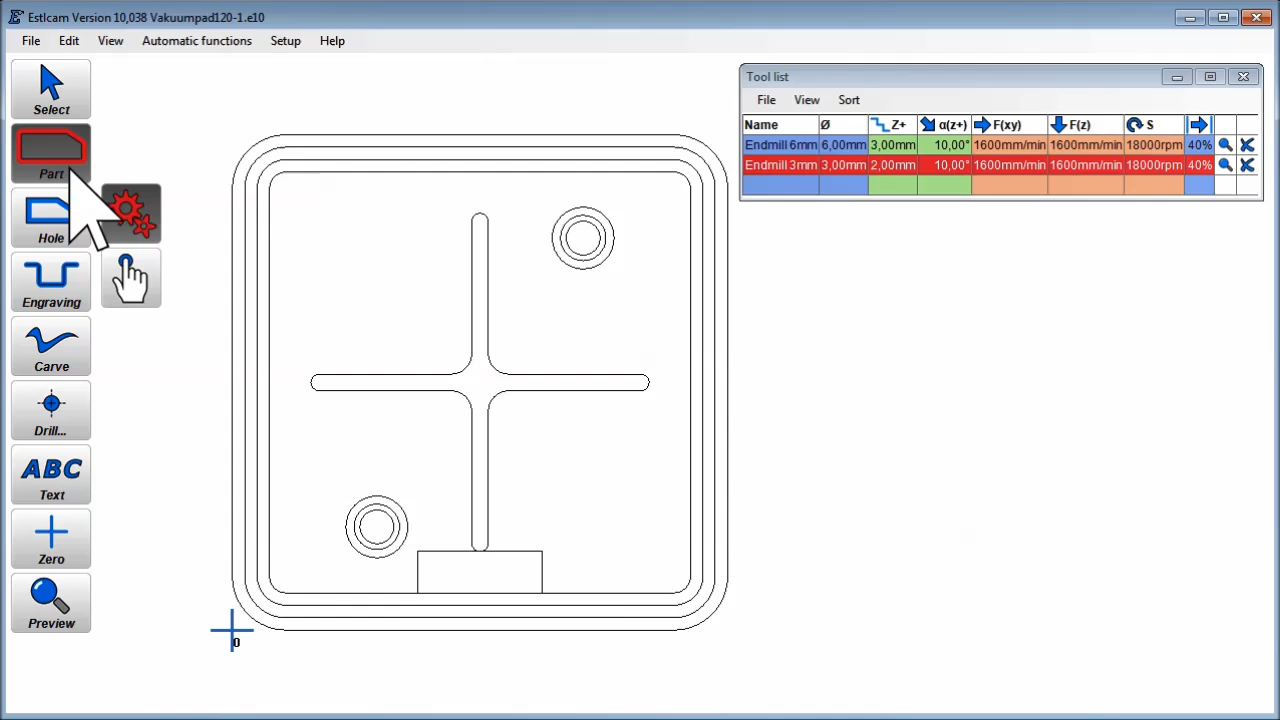 Estlcam Version 10,038 Vakuumpad120-1.e10
File Edit View Automatic functions Setup Help
Select
Part
Hole
Engraving
Carve
Drill...
ABC
Text
Zero
Preview
0
Tool list
File View Sort
Name Ø Z+ α(z+) F(xy) F(z) S
Endmill 6mm 6,00mm 3,00mm 10,00° 1600mm/min 1600mm/min 18000rpm 40%
Endmill 3mm 3,00mm 2,00mm 10,00° 1600mm/min 1600mm/min 18000rpm 40%